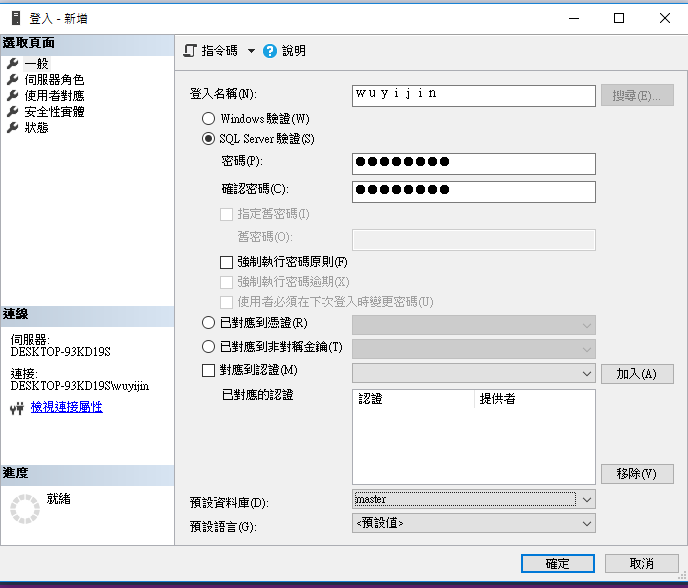 登入 - 新增
選取頁面
一般
伺服器角色
使用者對應
安全性實體
狀態
連線
伺服器:
DESKTOP-93KD19S
連接:
DESKTOP-93KD19S\wuyijin
檢視連接屬性
進度
就緒
指令碼 說明
登入名稱(N): wuyijin 搜尋(E)...
Windows 驗證(W)
SQL Server 驗證(S)
密碼(P): ●●●●●●●●
確認密碼(C): ●●●●●●●●
指定舊密碼(I)
舊密碼(O):
強制執行密碼原則(F)
強制執行密碼逾期(X)
使用者必須在下次登入時變更密碼(U)
已對應到憑證(R)
已對應到非對稱金鑰(T)
對應到認證(M) 加入(A)
已對應的認證 認證 提供者
移除(V)
預設資料庫(D): master
預設語言(G): <預設值>
確定 取消